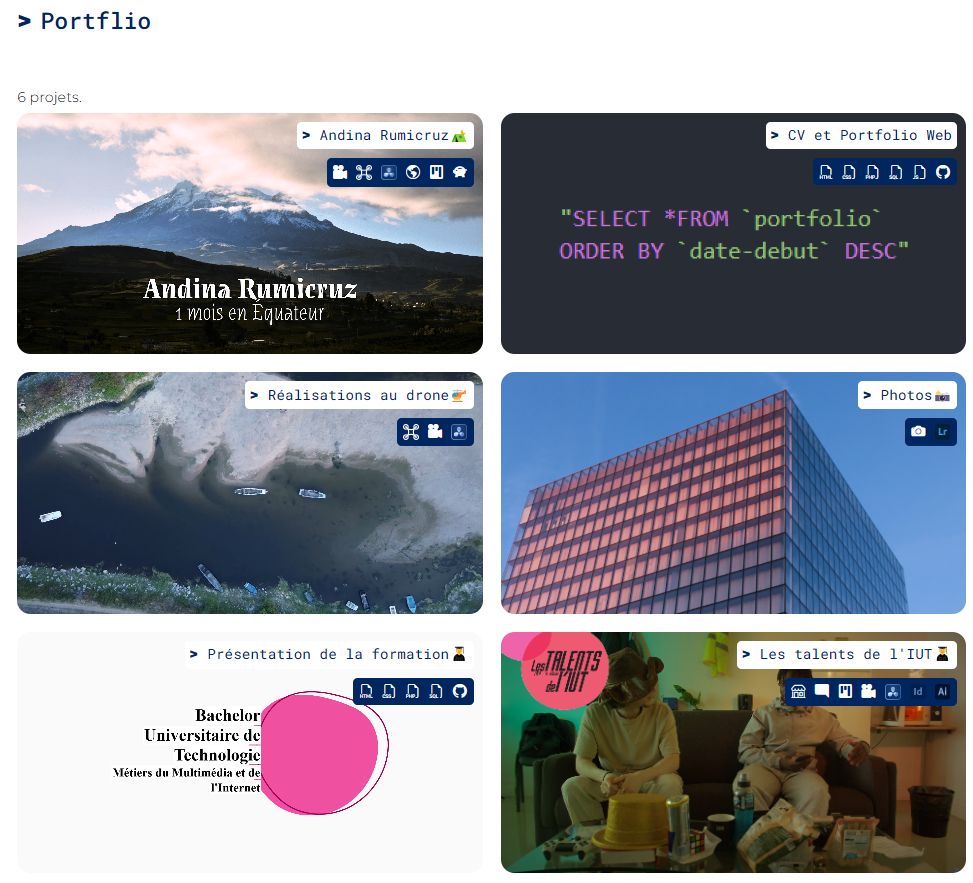 > Portflio
6 projets.
> Andina Rumicruz🏕️
Andina Rumicruz
1 mois en Équateur
> CV et Portfolio Web
HTML CSS PHP SQL JS
"SELECT *FROM `portfolio`
ORDER BY `date-debut` DESC"
> Réalisations au drone🚁
> Photos📸
Lr
> Présentation de la formation👨‍🎓
HTML CSS PHP SQL
Bachelor
Universitaire de
Technologie
Métiers du Multimédia et de
l'Internet
> Les talents de l'IUT👨‍🎓
Id Ai
Les TALENTS
de l'IUT